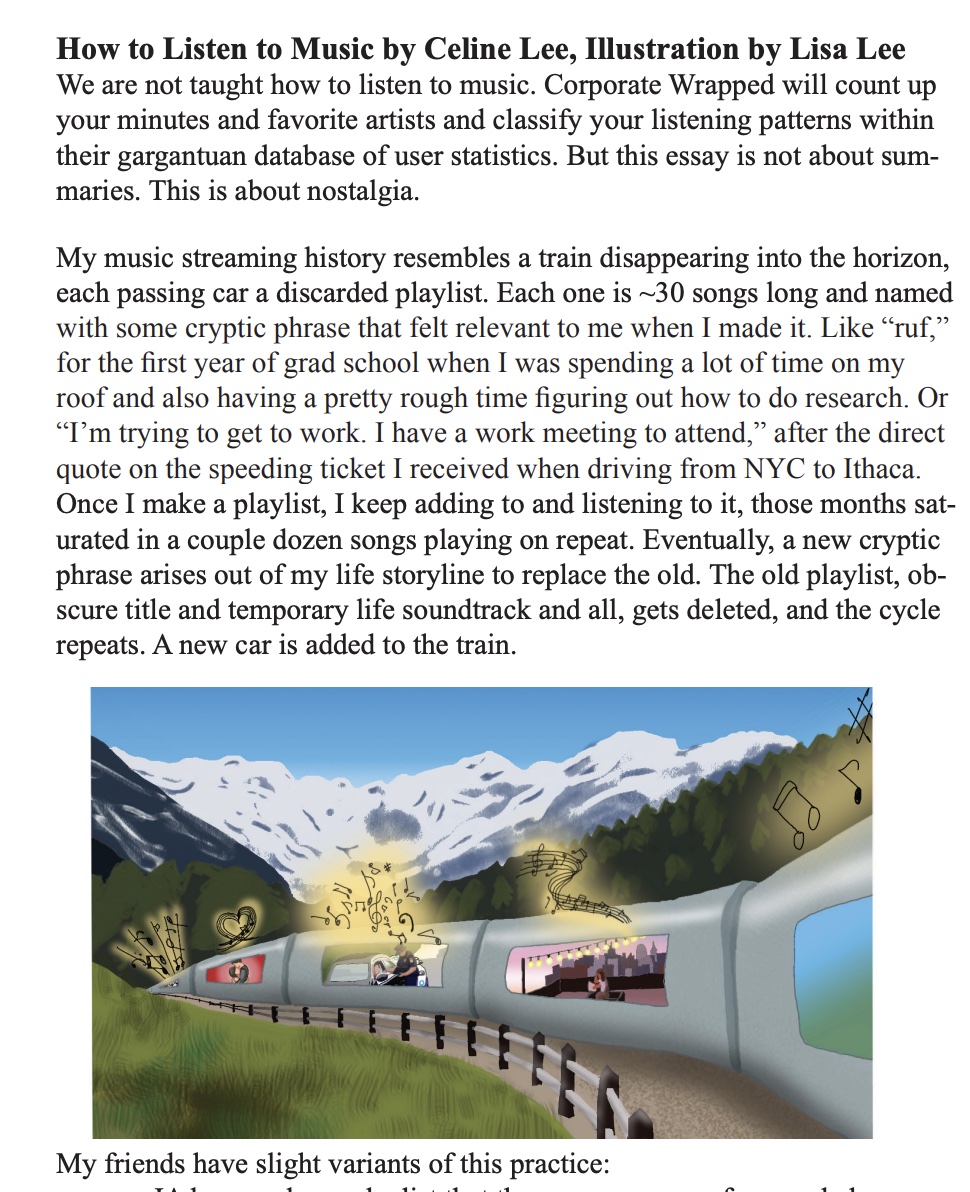 How to Listen to Music by Celine Lee, Illustration by Lisa Lee
We are not taught how to listen to music. Corporate Wrapped will count up
your minutes and favorite artists and classify your listening patterns within
their gargantuan database of user statistics. But this essay is not about sum-
maries. This is about nostalgia.
My music streaming history resembles a train disappearing into the horizon,
each passing car a discarded playlist. Each one is ~30 songs long and named
with some cryptic phrase that felt relevant to me when I made it. Like “ruf,”
for the first year of grad school when I was spending a lot of time on my
roof and also having a pretty rough time figuring out how to do research. Or
“I’m trying to get to work. I have a work meeting to attend,” after the direct
quote on the speeding ticket I received when driving from NYC to Ithaca.
Once I make a playlist, I keep adding to and listening to it, those months sat-
urated in a couple dozen songs playing on repeat. Eventually, a new cryptic
phrase arises out of my life storyline to replace the old. The old playlist, ob-
scure title and temporary life soundtrack and all, gets deleted, and the cycle
repeats. A new car is added to the train.
My friends have slight variants of this practice: